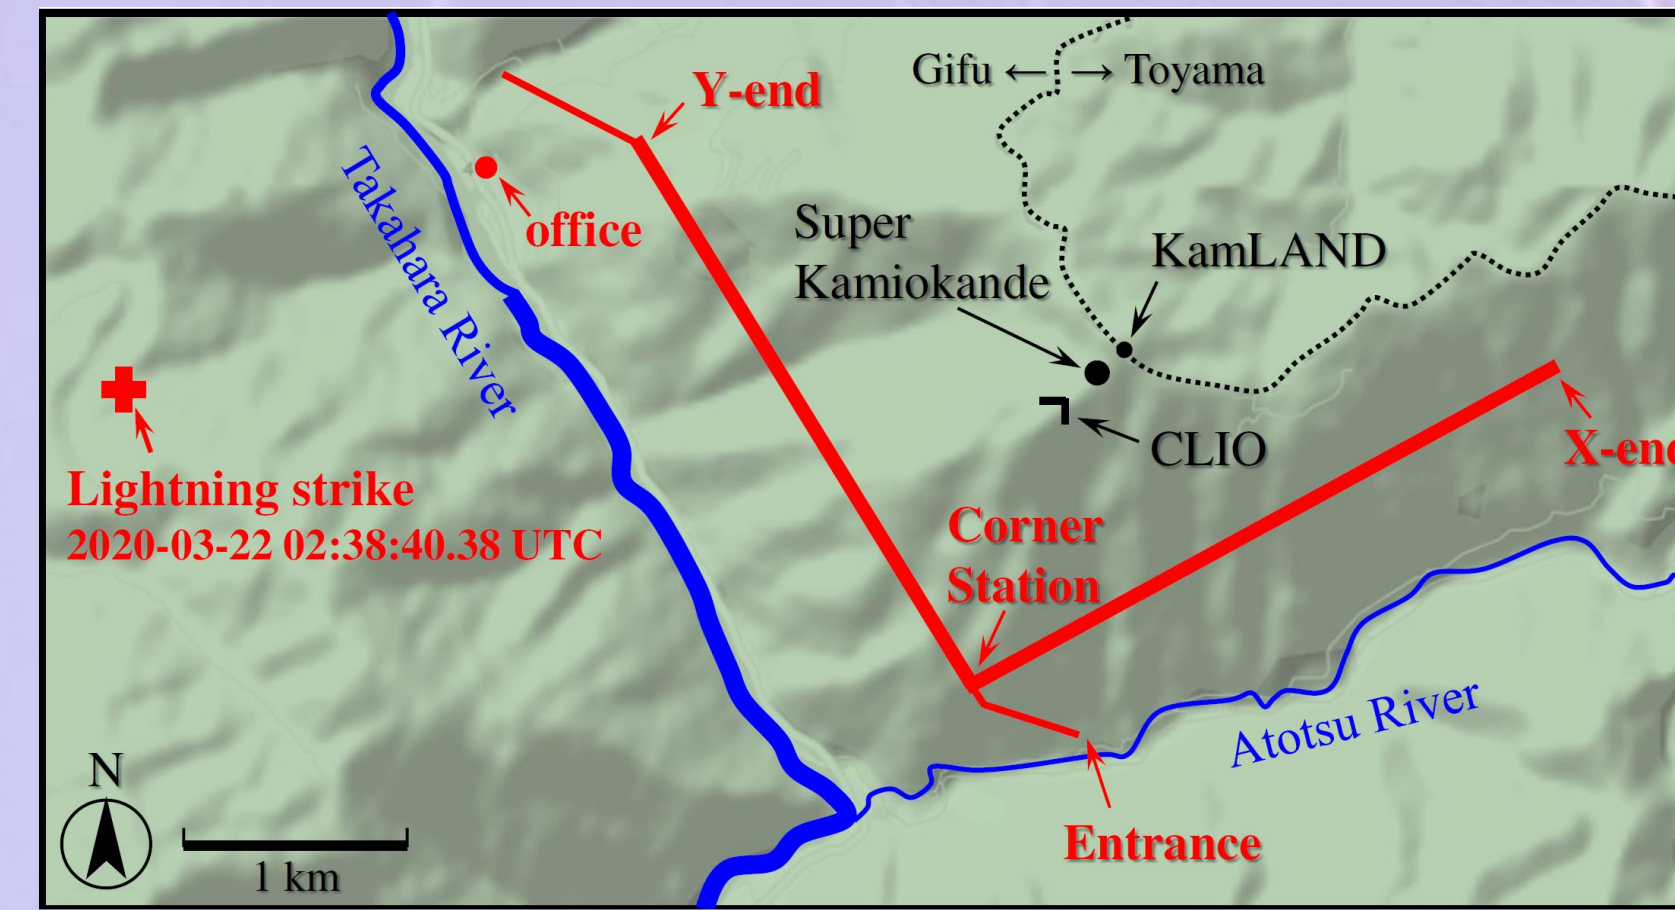 Gifu ← → Toyama
Y-end
Takahara River
office
Super
Kamiokande
KamLAND
CLIO
X-end
Lightning strike
2020-03-22 02:38:40.38 UTC
Corner
Station
Atotsu River
N
1 km
Entrance